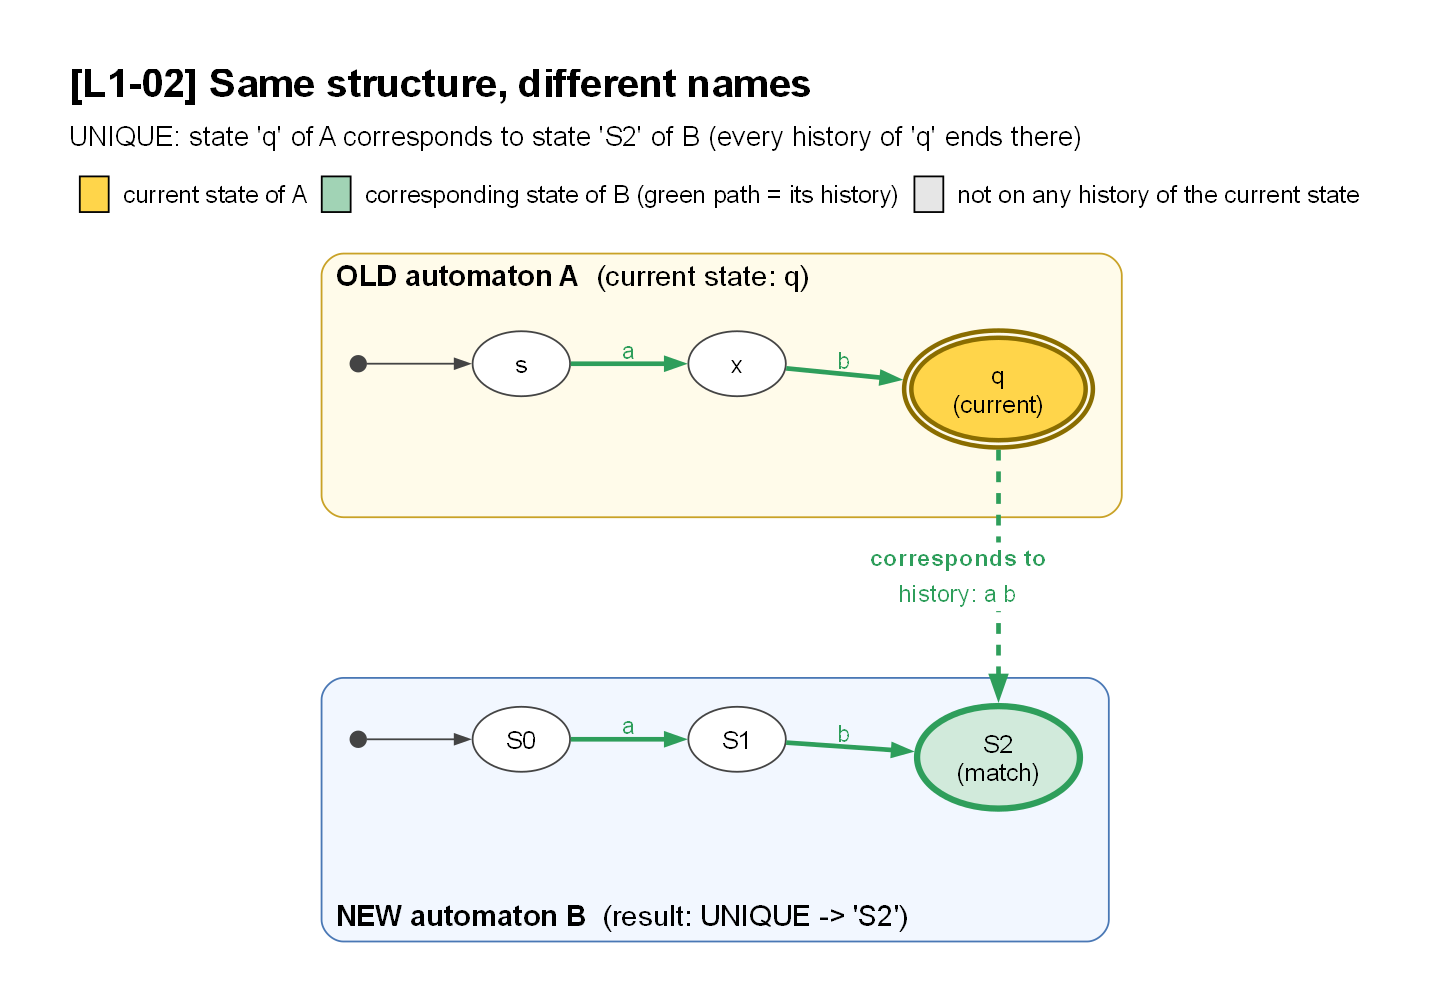 [L1-02] Same structure, different names
UNIQUE: state 'q' of A corresponds to state 'S2' of B (every history of 'q' ends there)
current state of A
corresponding state of B (green path = its history)
not on any history of the current state
OLD automaton A (current state: q)
s
a
x
b
q
(current)
corresponds to
history: a b
S0
a
S1
b
S2
(match)
NEW automaton B (result: UNIQUE -> 'S2')